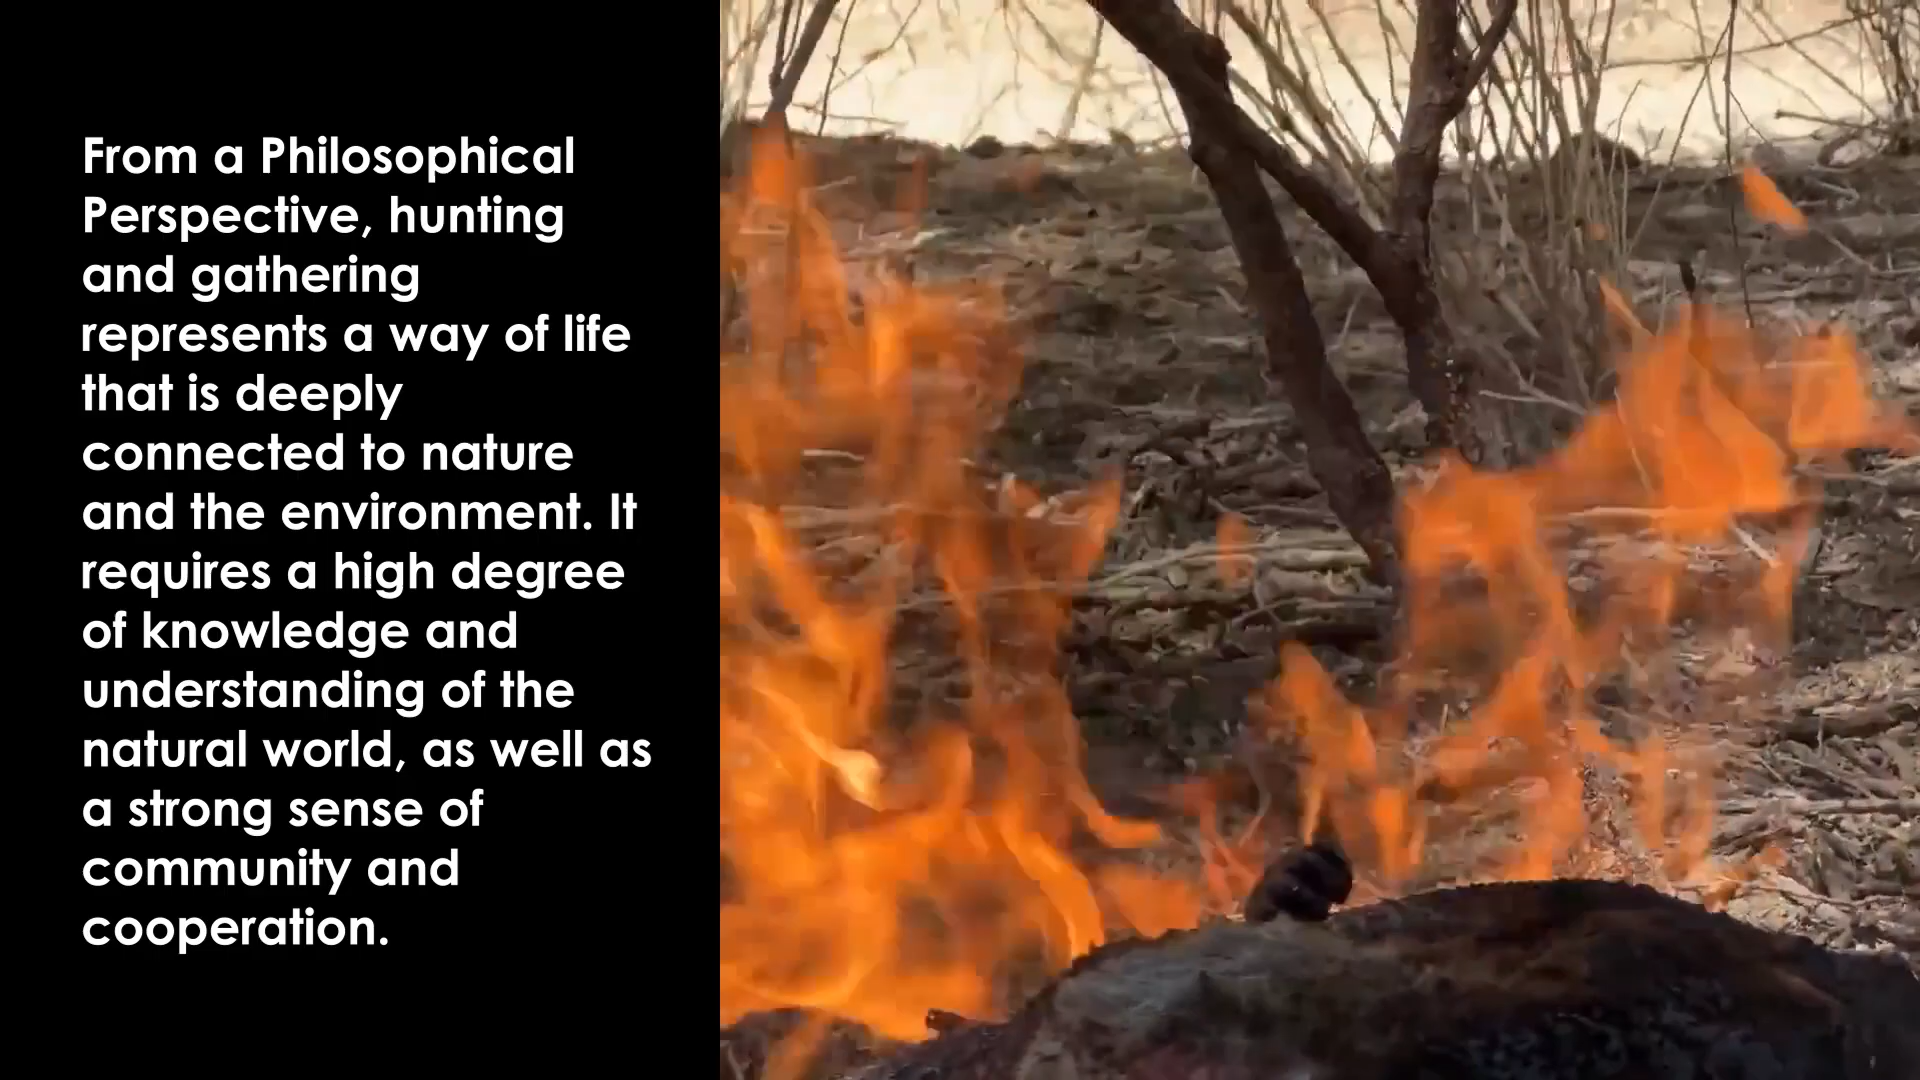 From a Philosophical
Perspective, hunting
and gathering
represents a way of life
that is deeply
connected to nature
and the environment. It
requires a high degree
of knowledge and
understanding of the
natural world, as well as
a strong sense of
community and
cooperation.